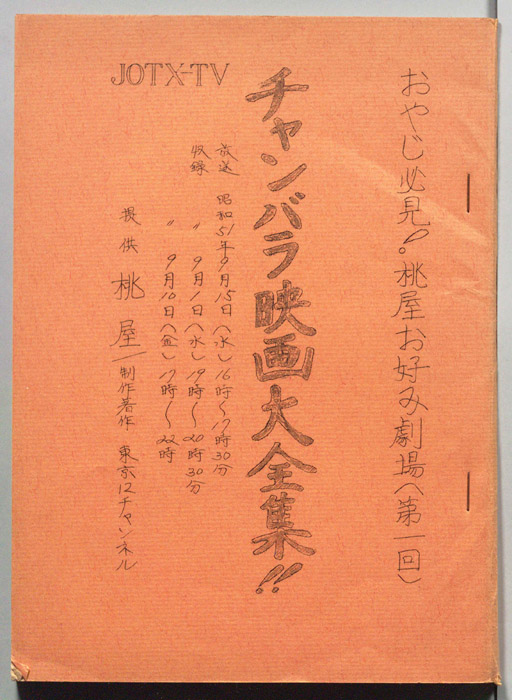 おやじ必見!。桃屋お好み劇場(第一回)
チャンバラ映画大全集!!
放送 昭和51年9月15日(水)16時〜17時30分
収録 〃 9月1日(水)19時〜20時30分
〃 9月10日(金)17時〜22時
提供 桃屋/制作著作 東京12チャンネル
JOTX-TV